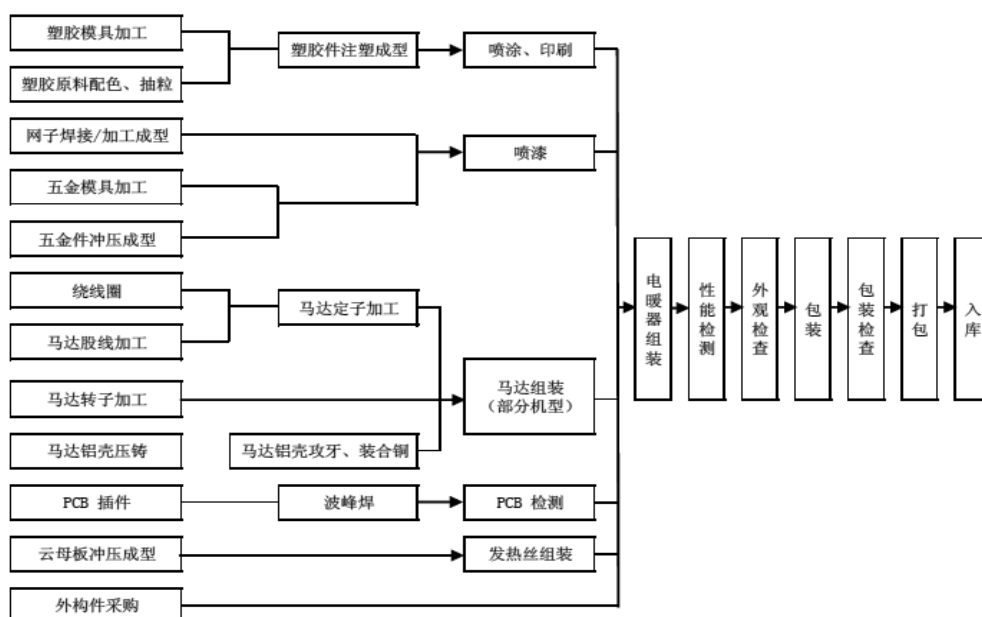 塑胶模具加工
塑胶件注塑成型
喷涂、印刷
塑胶原料配色、抽粒
网子焊接/加工成型
喷漆
五金模具加工
五金件冲压成型
绕线圈
马达定子加工
马达股线加工
马达转子加工
马达组装
（部分机型）
马达铝壳压铸
马达铝壳攻牙、装合铜
PCB 插件
波峰焊
PCB 检测
云母板冲压成型
发热丝组装
外构件采购
电暖器组装
性能检测
外观检查
包装
包装检查
打包
入库